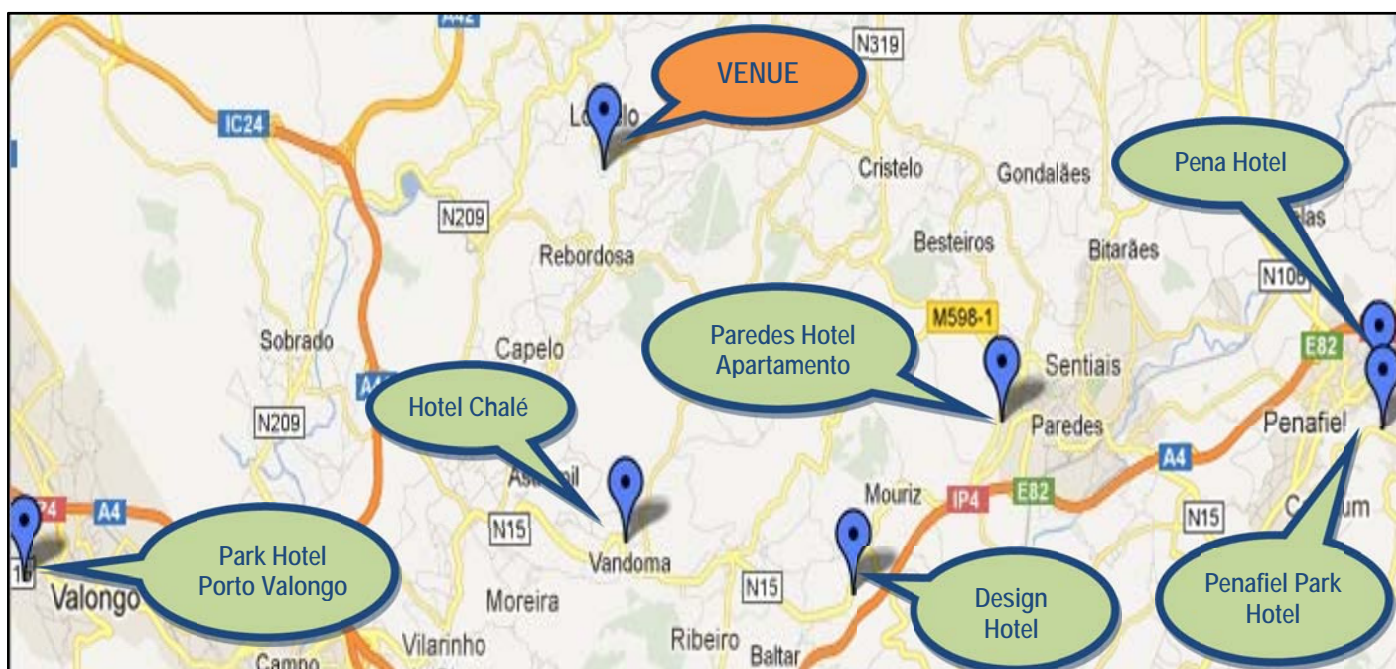 A42
N319
VENUE
IC24
Cristelo
Gondalães
Pena Hotel
N209
Rebordosa
Besteiros
Bitarães
N106
M598-1
E82
Sobrado
Capelo
Paredes Hotel
Apartamento
Sentiais
Hotel Chalé
N209
Paredes
Penafiel
A4
Mouriz
IP4
E82
N15
A4
N15
Park Hotel
Porto Valongo
Vandoma
N15
Valongo
Moreira
Design
Hotel
Penafiel Park
Hotel
Vilarinho
Ribeiro
Baltar
Campo